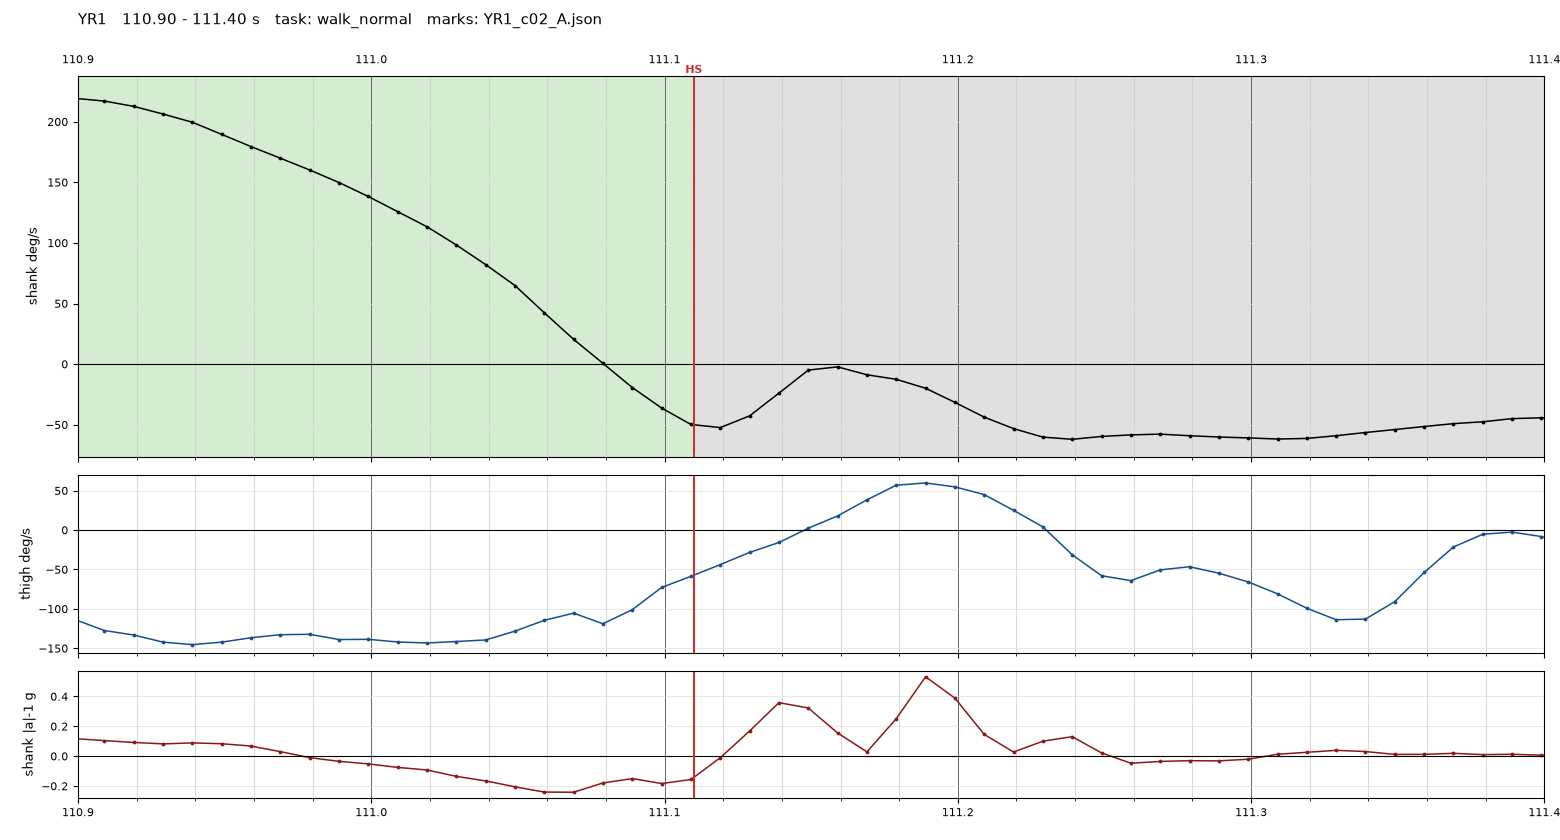 YR1   110.90 - 111.40 s   task: walk_normal   marks: YR1_c02_A.json
110.9 111.0 111.1 111.2 111.3 111.4
HS
shank deg/s
200
150
100
50
0
−50
thigh deg/s
50
0
−50
−100
−150
shank |a|-1 g
0.4
0.2
0.0
−0.2
110.9 111.0 111.1 111.2 111.3 111.4